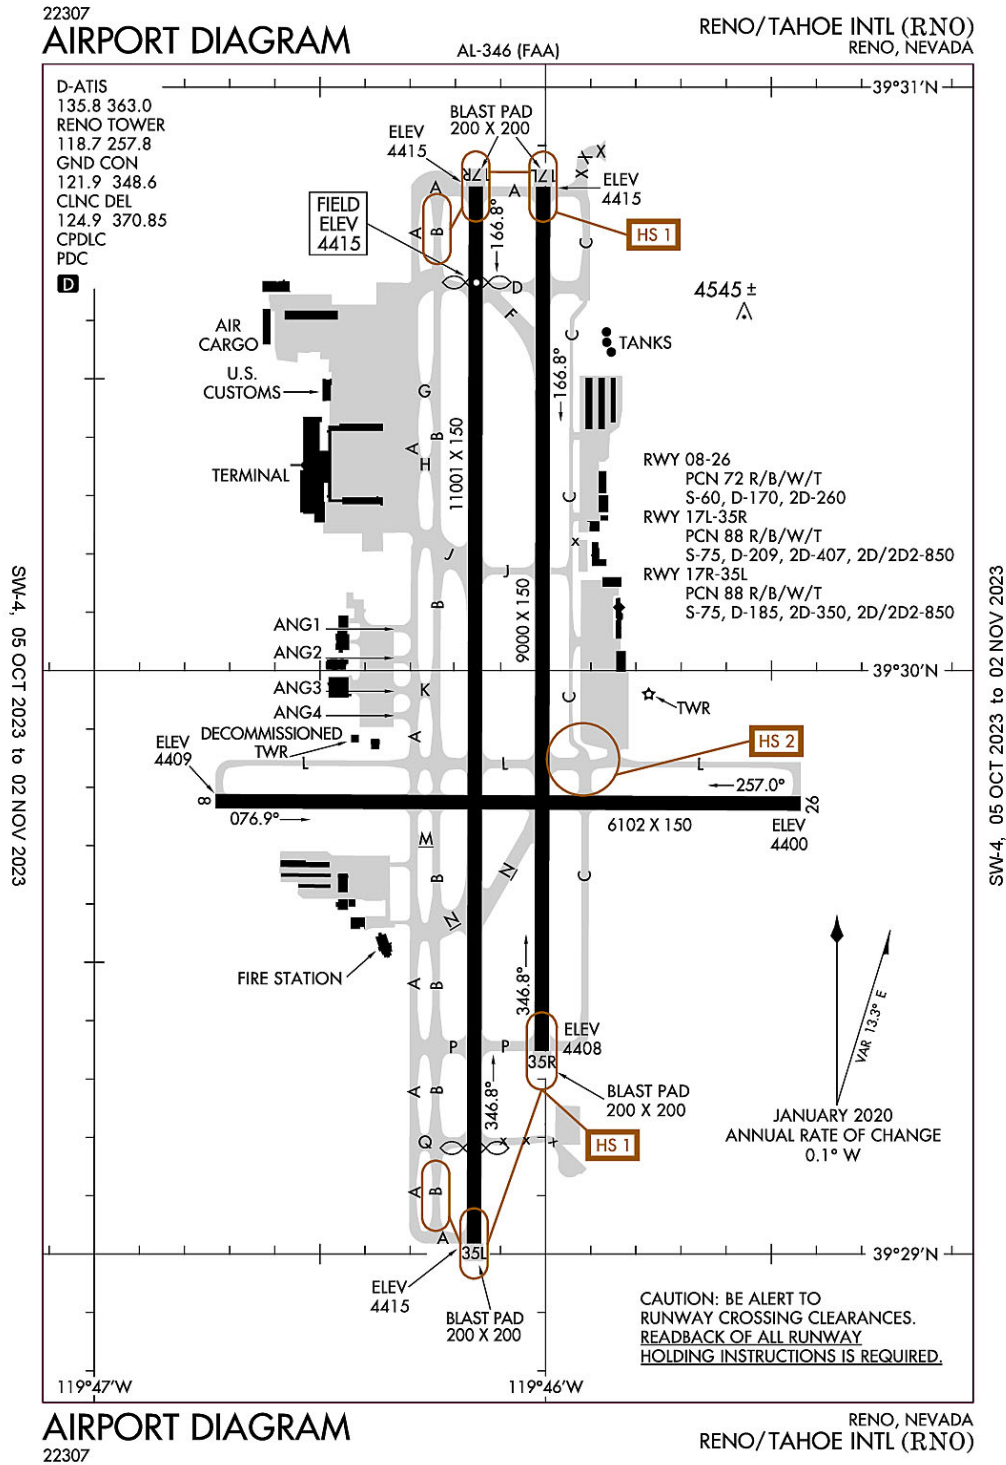 22307
AIRPORT DIAGRAM
AL-346 (FAA)
RENO/TAHOE INTL (RNO)
RENO, NEVADA
D-ATIS
135.8 363.0
RENO TOWER
118.7 257.8
GND CON
121.9 348.6
CLNC DEL
124.9 370.85
CPDLC
PDC
D
39°31'N
BLAST PAD
200 X 200
ELEV
4415
17R
17L
ELEV
4415
A
A
HS 1
FIELD
ELEV
4415
A
B
166.8°
C
D
F
4545 ±
AIR
CARGO
C
TANKS
U.S.
CUSTOMS
166.8°
G
B
A
H
TERMINAL
11001 X 150
C
RWY 08-26
PCN 72 R/B/W/T
S-60, D-170, 2D-260
RWY 17L-35R
PCN 88 R/B/W/T
S-75, D-209, 2D-407, 2D/2D2-850
RWY 17R-35L
PCN 88 R/B/W/T
S-75, D-185, 2D-350, 2D/2D2-850
X
X
X
X
J
J
B
9000 X 150
ANG1
ANG2
ANG3
ANG4
39°30'N
K
C
TWR
A
DECOMMISSIONED
TWR
HS 2
ELEV
4409
L
L
L
257.0°
8
26
076.9°
6102 X 150
ELEV
4400
M
B
N
N
C
FIRE STATION
A
B
346.8°
VAR 13.3° E
P
P
ELEV
4408
35R
BLAST PAD
200 X 200
A
B
346.8°
JANUARY 2020
ANNUAL RATE OF CHANGE
0.1° W
Q
x
x
x
HS 1
A
B
A
35L
39°29'N
ELEV
4415
BLAST PAD
200 X 200
CAUTION: BE ALERT TO
RUNWAY CROSSING CLEARANCES.
READBACK OF ALL RUNWAY
HOLDING INSTRUCTIONS IS REQUIRED.
119°47'W
119°46'W
SW-4, 05 OCT 2023 to 02 NOV 2023
SW-4, 05 OCT 2023 to 02 NOV 2023
AIRPORT DIAGRAM
22307
RENO, NEVADA
RENO/TAHOE INTL (RNO)